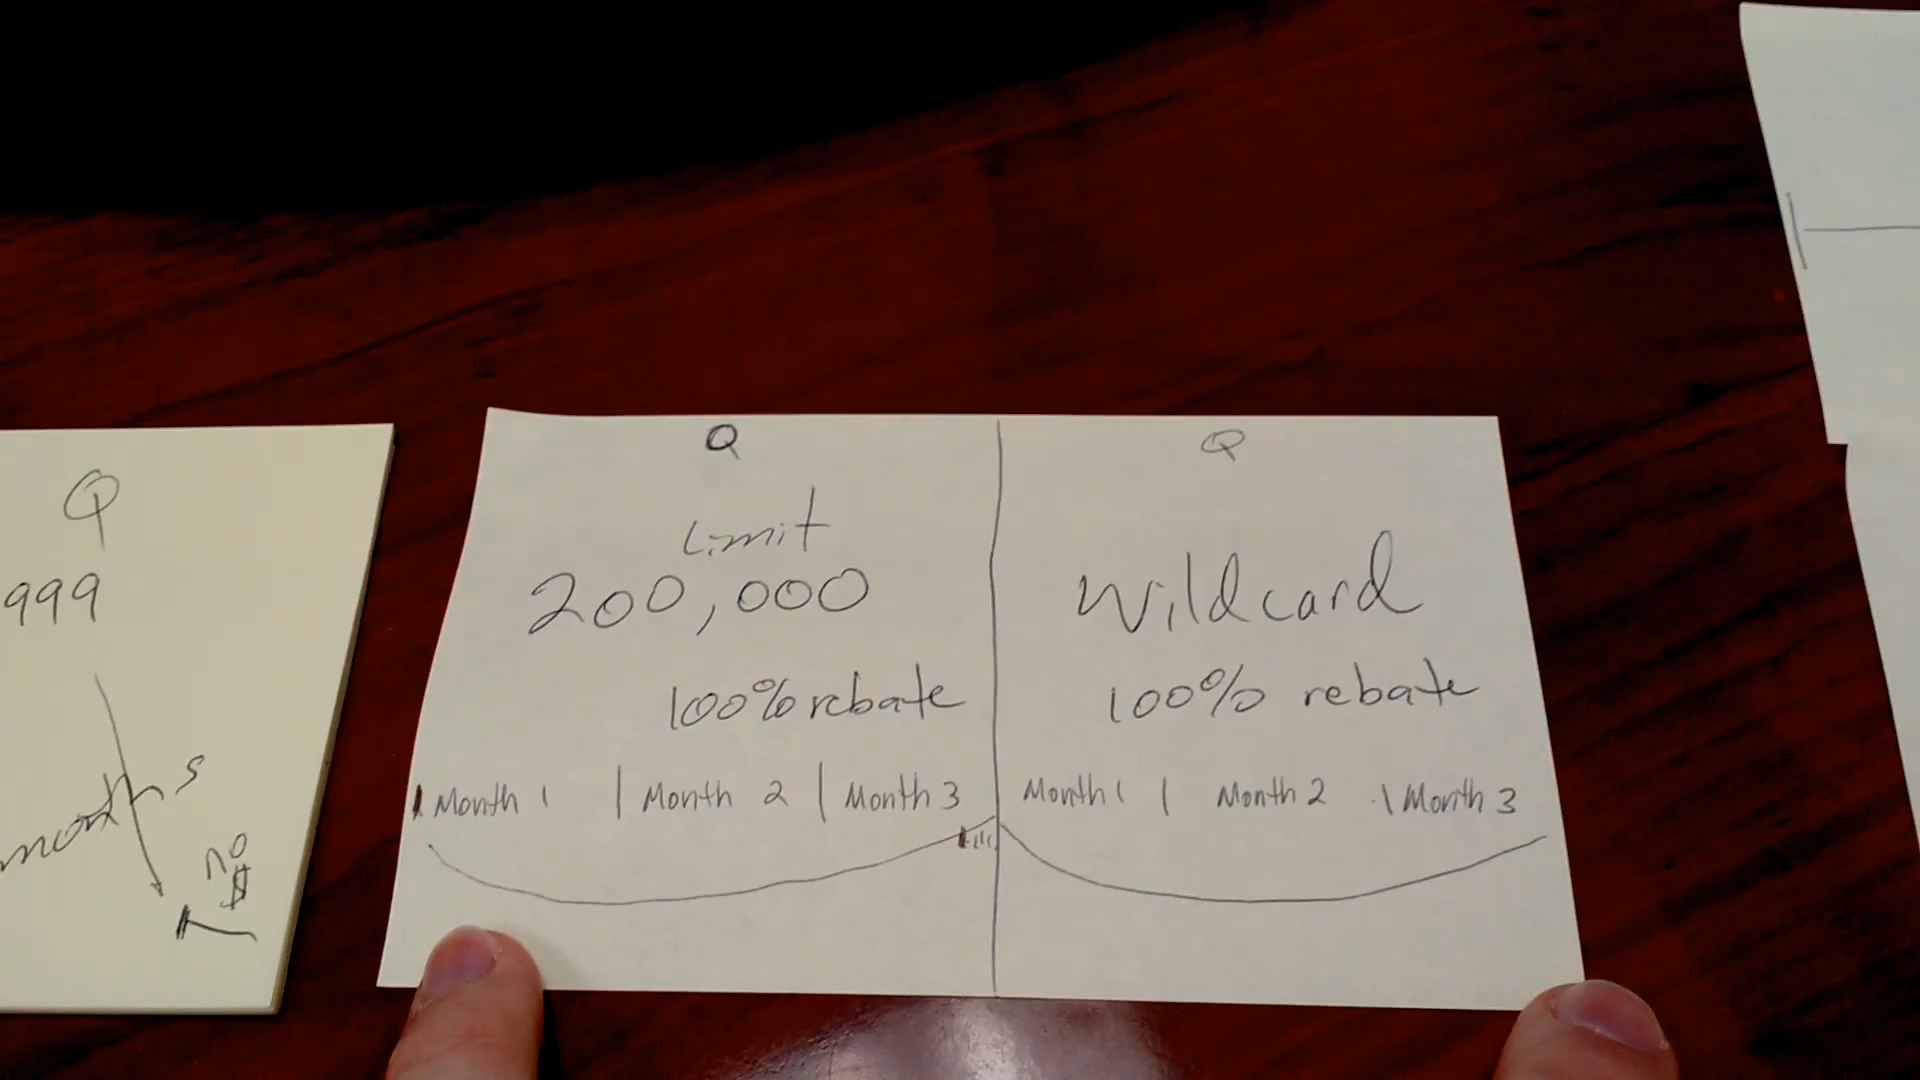 Q
999
months
no
$
Q
Limit
200,000
100% rebate
Month 1 | Month 2 | Month 3
Q
Wildcard
100% rebate
Month 1 | Month 2 | Month 3